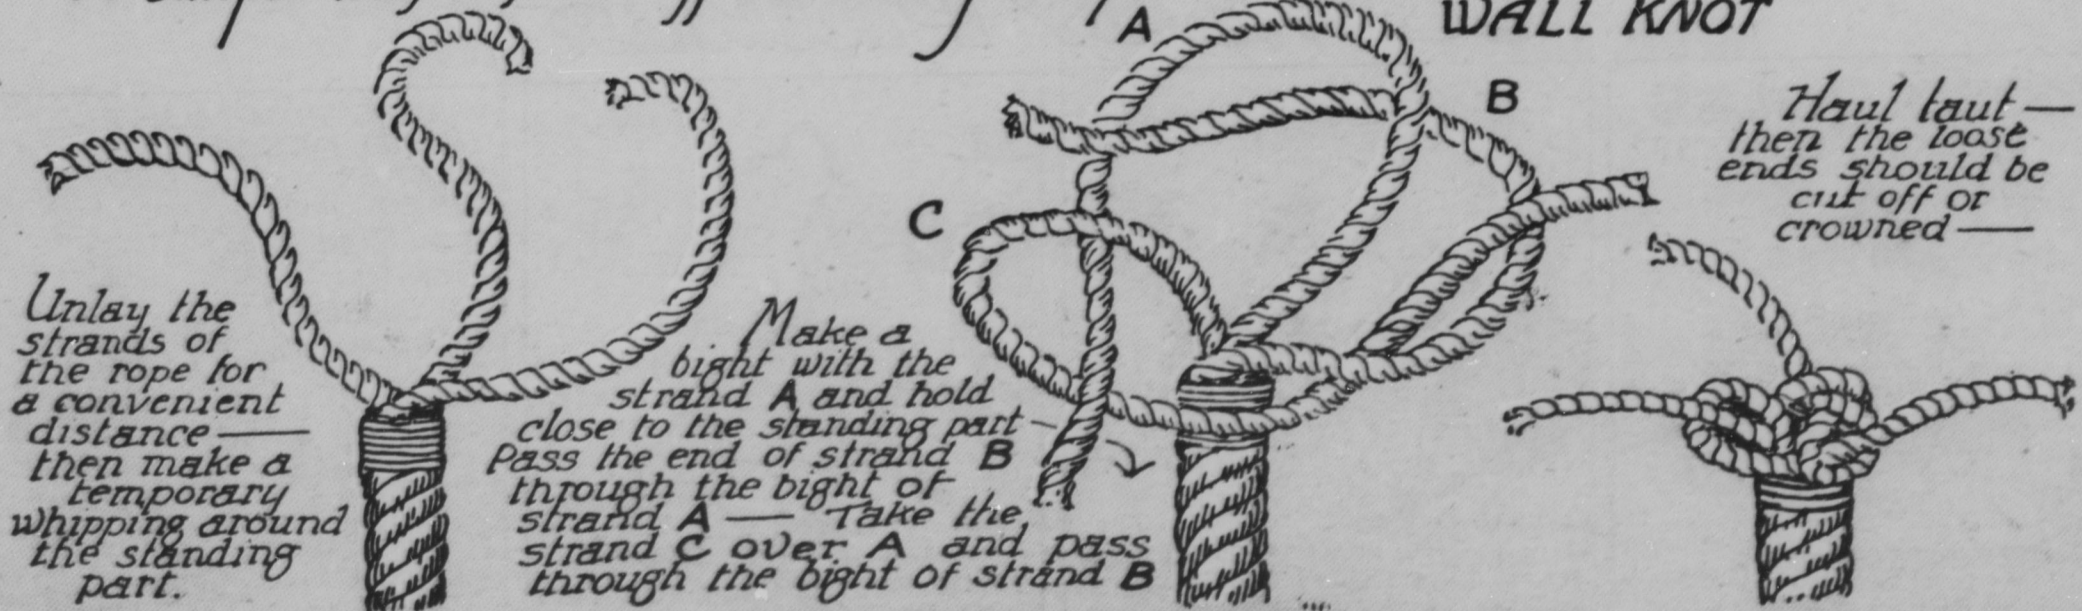 WALL KNOT
Unlay the
strands of
the rope for
a convenient
distance —
then make a
temporary
whipping around
the standing
part.
Make a
bight with the
strand A and hold
close to the standing part —
Pass the end of strand B
through the bight of
strand A — Take the
strand C over A and pass
through the bight of strand B
A
B
C
Haul taut —
then the loose
ends should be
cut off or
crowned —